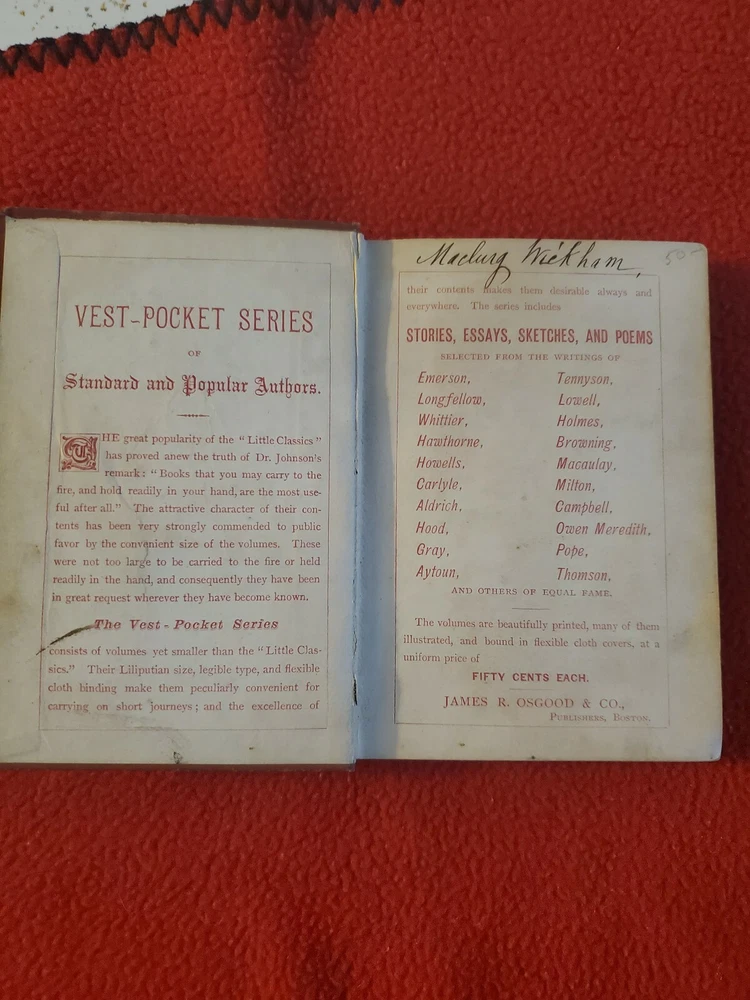 VEST-POCKET SERIES
OF
Standard and Popular Authors.
THE great popularity of the "Little Classics"
has proved anew the truth of Dr. Johnson's
remark: "Books that you may carry to the
fire, and hold readily in your hand, are the most use-
ful after all." The attractive character of their con-
tents has been very strongly commended to public
favor by the convenient size of the volumes. These
were not too large to be carried to the fire or held
readily in the hand, and consequently they have been
in great request wherever they have become known.
The Vest-Pocket Series
consists of volumes yet smaller than the "Little Clas-
sics." Their Liliputian size, legible type, and flexible
cloth binding make them peculiarly convenient for
carrying on short journeys; and the excellence of
Maclurg Wickham,
50-
their contents makes them desirable always and
everywhere. The series includes
STORIES, ESSAYS, SKETCHES, AND POEMS
SELECTED FROM THE WRITINGS OF
Emerson, Tennyson,
Longfellow, Lowell,
Whittier, Holmes,
Hawthorne, Browning,
Howells, Macaulay,
Carlyle, Milton,
Aldrich, Campbell,
Hood, Owen Meredith,
Gray, Pope,
Aytoun, Thomson,
AND OTHERS OF EQUAL FAME.
The volumes are beautifully printed, many of them
illustrated, and bound in flexible cloth covers, at a
uniform price of
FIFTY CENTS EACH.
JAMES R. OSGOOD & CO.,
PUBLISHERS, BOSTON.